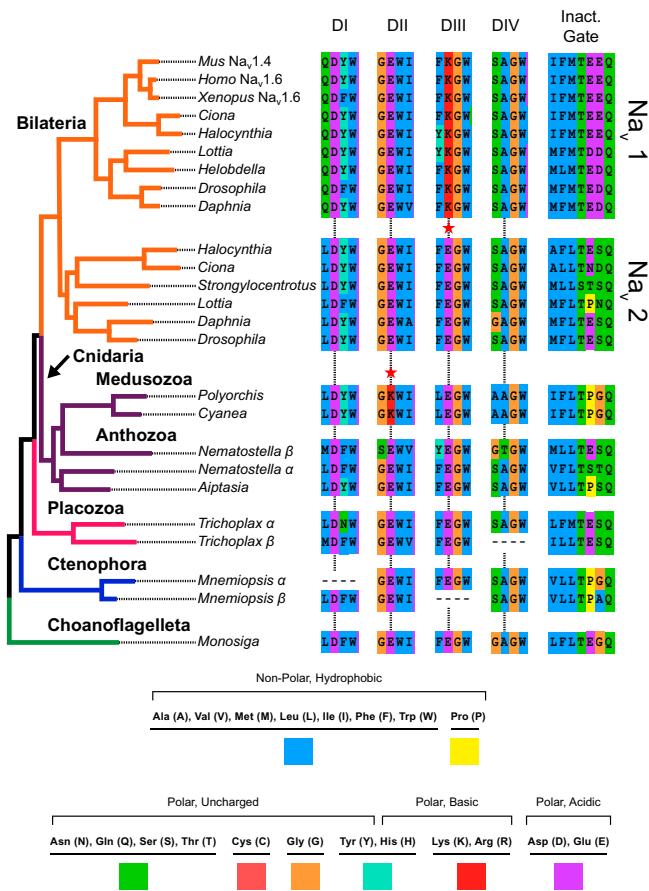 DI DII DIII DIV Inact. Gate
Mus Nav1.4 QDYW GEWI FKGW SAGW IFMTEEQ
Homo Nav1.6 QDYW GEWI FKGW SAGW IFMTEEQ
Xenopus Nav1.6 QDFW GEWI FKGW SAGW IFMTEEQ
Bilateria
Ciona QDYW GEWI FKGW SAGW IFMTEEQ
Halocynthia QDYW GEWI YKGW SAGW IFMTEEQ
Lottia QDYW GEWI YKGW SAGW MFMTDDQ
Helobdella QDYW GEWI FKGW SAGW IFMTEDQ
Drosophila QDFW GEWI FKGW SAGW MFMTEDQ
Daphnia QDYW GEWV FKGW SAGW MFMTEDQ
Nav 1
Halocynthia LDYW GEWI FEGW SAGW AFLTESQ
Ciona LDYW GEWI FEGW SAGW ALLTNDQ
Strongylocentrotus LDYW GEWI FEGW SAGW MLLSTSQ
Lottia LDFW GEWI FEGW SAGW MLLTPNQ
Daphnia LDYW GEWA FEGW GAGW MFLTESQ
Drosophila LDYW GEWI FEGW SAGW MFLTESQ
Nav 2
Cnidaria
Medusozoa
Polyorchis LDYW GKWI LEGW AAGW IFLTPGQ
Cyanea LDYW GKWI FEGW AAGW IFLTPGQ
Anthozoa
Nematostella β MDFW SEWV YEGW GTGW MLLTESQ
Nematostella α LDFW GEWI FEGW SAGW VFLTSTQ
Aiptasia LDYW GEWI FEGW SAGW VLLTPSQ
Placozoa
Trichoplax α LDNW GEWI FEGW SAGW LFMTESQ
Trichoplax β MDFW GEWV FEGW ---- ILLTESQ
Ctenophora
Mnemiopsis α ---- GEWI FEGW SAGW VLLTPGQ
Mnemiopsis β LDFW GEWI ---- SAGW VLLTPAQ
Choanoflagelleta
Monosiga LDFW GEWI FEGW GAGW LFLTEGQ
Non-Polar, Hydrophobic
Ala (A), Val (V), Met (M), Leu (L), Ile (I), Phe (F), Trp (W) Pro (P)
Polar, Uncharged Polar, Basic Polar, Acidic
Asn (N), Gln (Q), Ser (S), Thr (T) Cys (C) Gly (G) Tyr (Y), His (H) Lys (K), Arg (R) Asp (D), Glu (E)